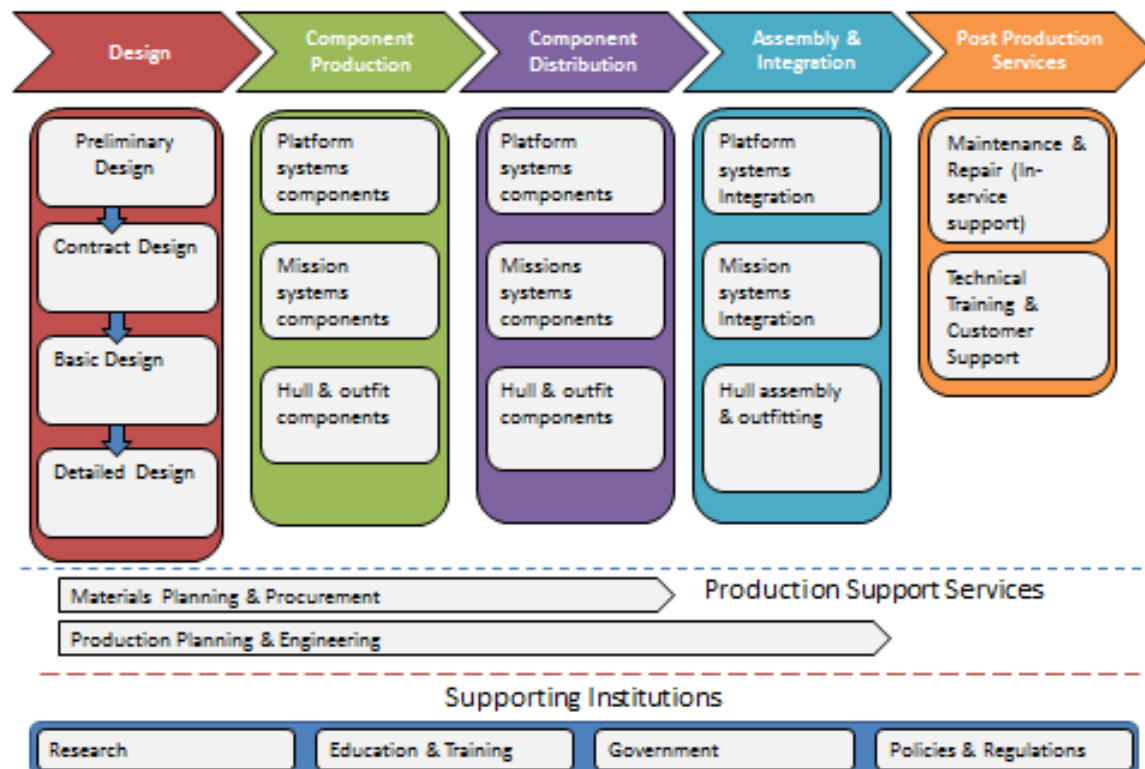 Design
Component
Production
Component
Distribution
Assembly &
Integration
Post Production
Services
Preliminary
Design
Contract Design
Basic Design
Detailed Design
Platform
systems
components
Mission
systems
components
Hull & outfit
components
Platform
systems
components
Missions
systems
components
Hull & outfit
components
Platform
systems
Integration
Mission
systems
Integration
Hull assembly
& outfitting
Maintenance &
Repair (In-
service
support)
Technical
Training &
Customer
Support
Materials Planning & Procurement
Production Support Services
Production Planning & Engineering
Supporting Institutions
Research
Education & Training
Government
Policies & Regulations